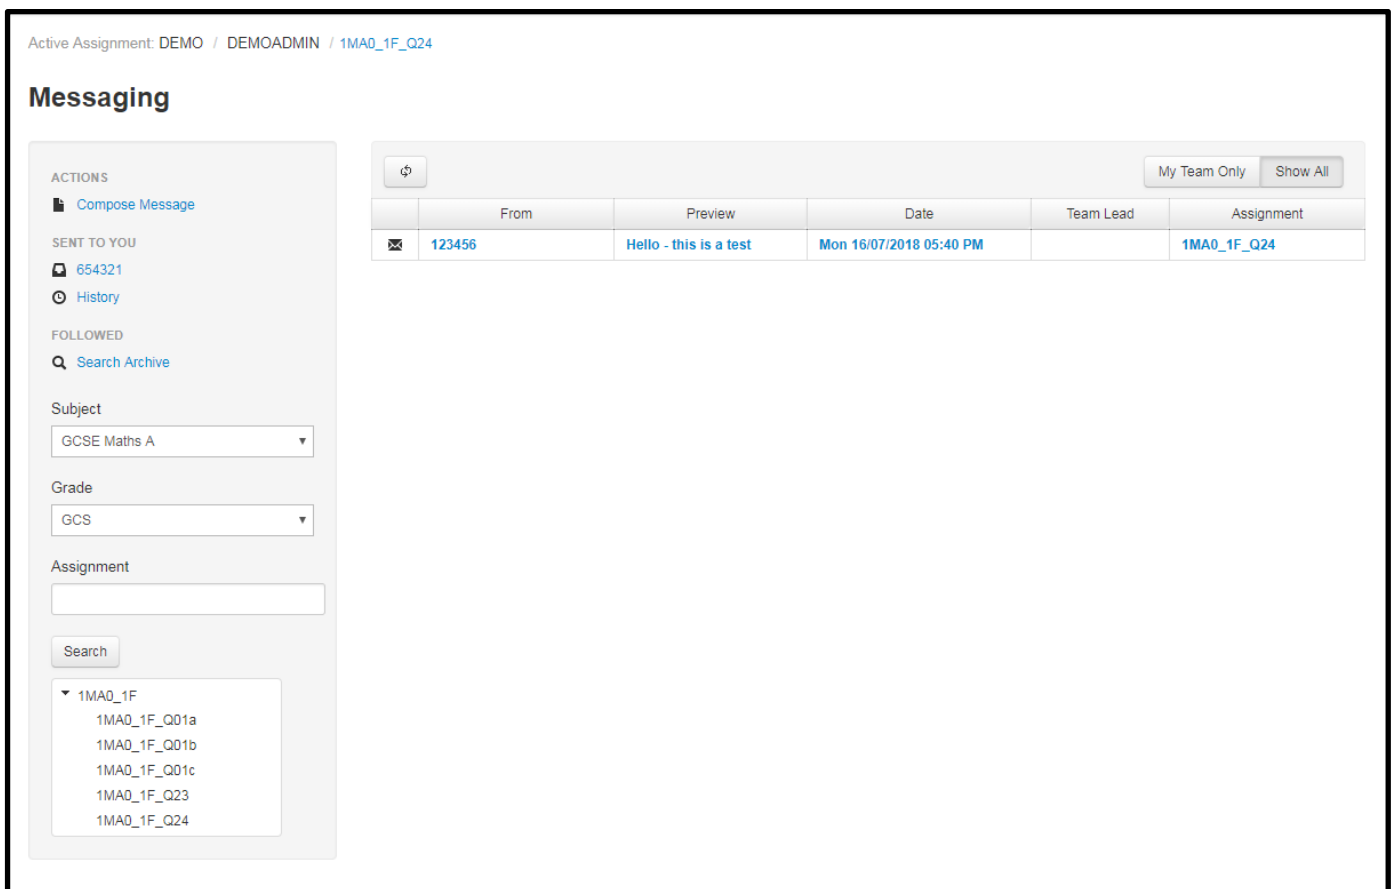 Active Assignment: DEMO / DEMOADMIN / 1MA0_1F_Q24
Messaging
ACTIONS
Compose Message
SENT TO YOU
654321
History
FOLLOWED
Search Archive
Subject
GCSE Maths A
Grade
GCS
Assignment
Search
1MA0_1F
1MA0_1F_Q01a
1MA0_1F_Q01b
1MA0_1F_Q01c
1MA0_1F_Q23
1MA0_1F_Q24
My Team Only Show All
From Preview Date Team Lead Assignment
123456 Hello - this is a test Mon 16/07/2018 05:40 PM 1MA0_1F_Q24